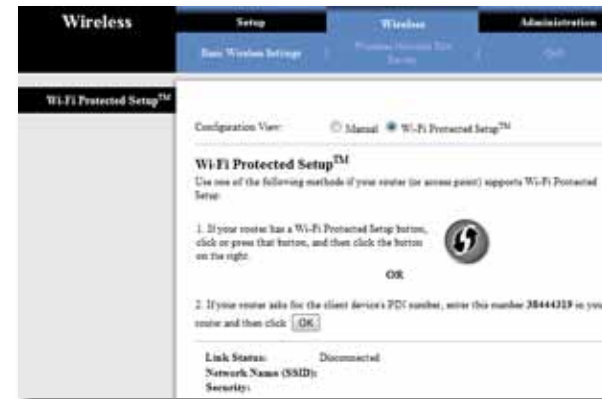 Wireless
Setup
Wireless
Administration
Basic Wireless Settings
Wi-Fi Protected Setup™
Configuration View: Manual Wi-Fi Protected Setup™
Wi-Fi Protected Setup™
Use one of the following methods if your router (or access point) supports Wi-Fi Protected
Setup
1. If your router has a Wi-Fi Protected Setup button,
click or press that button, and then click the button
on the right.
OR
2. If your router asks for the client device's PIN number, enter this number 38444319 in you
router and then click OK
Link Status: Disconnected
Network Name (SSID):
Security: